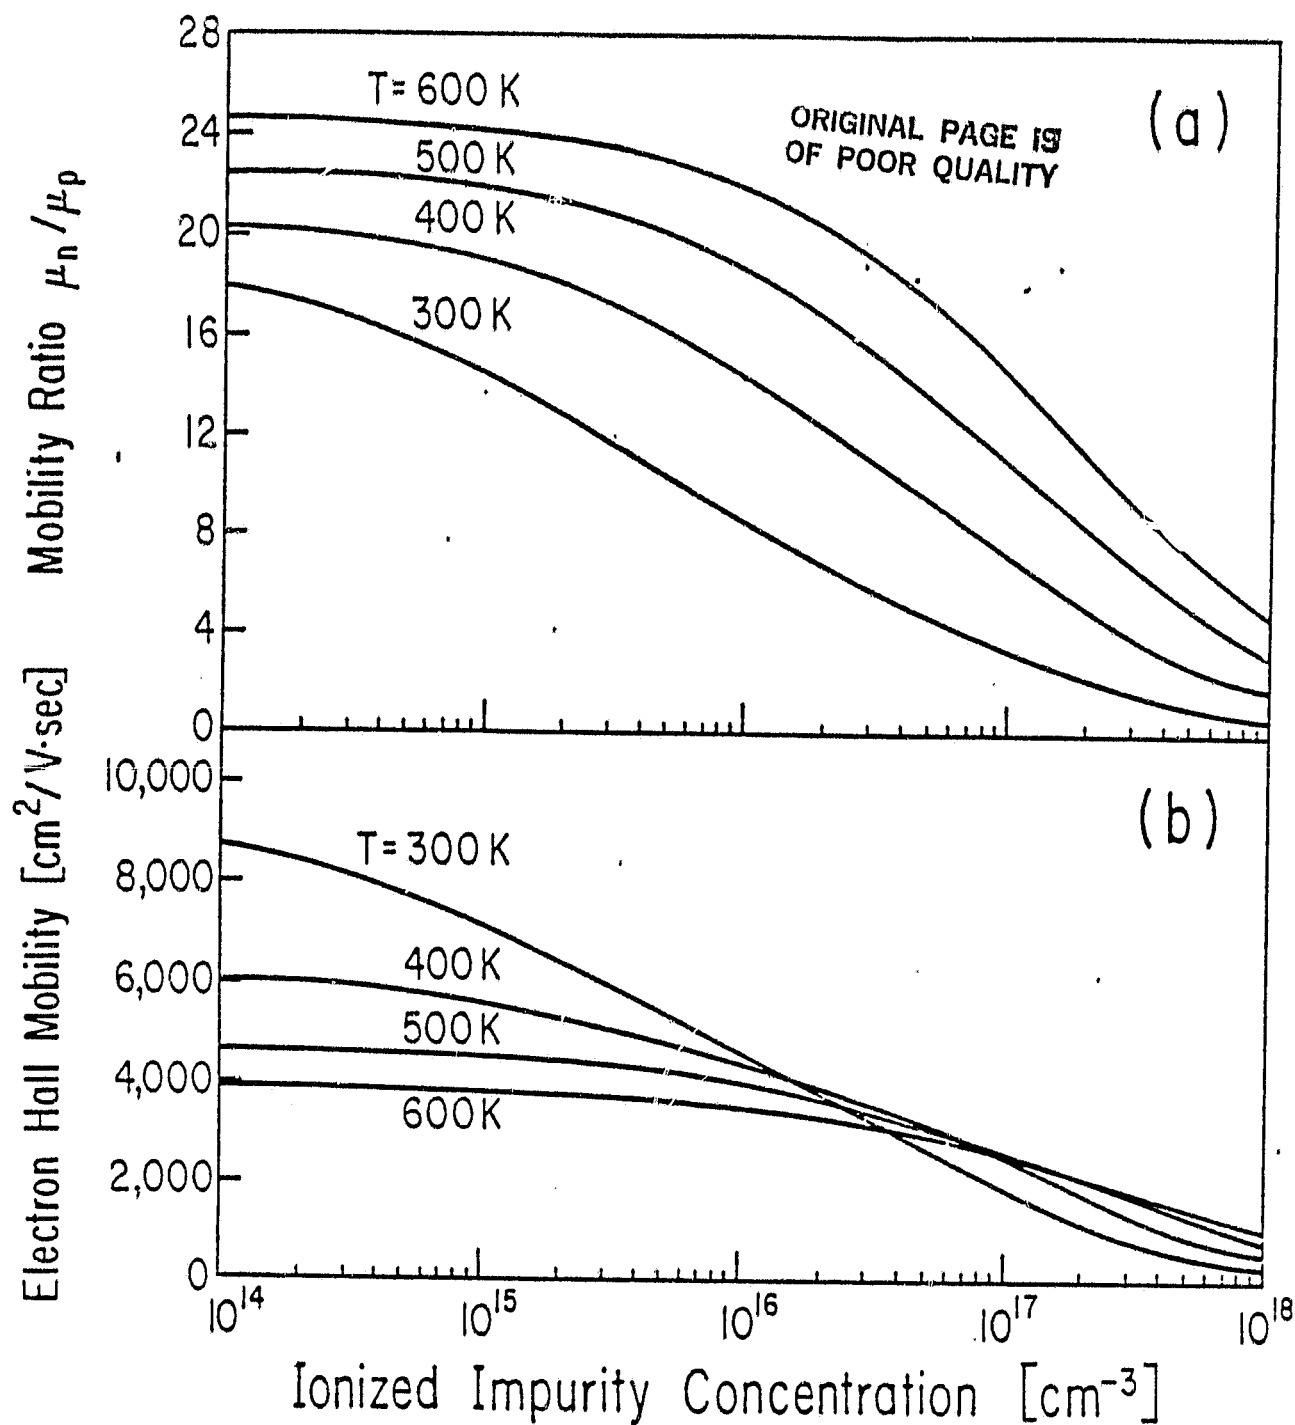 28
T= 600 K
(a)
ORIGINAL PAGE IS
OF POOR QUALITY
24
500 K
400 K
20
300 K
16
12
8
4
0
Mobility Ratio μn/μp
10,000
T= 300 K
(b)
8,000
400 K
6,000
500 K
4,000
600 K
2,000
0
Electron Hall Mobility [cm²/V·sec]
10¹⁴ 10¹⁵ 10¹⁶ 10¹⁷ 10¹⁸
Ionized Impurity Concentration [cm⁻³]